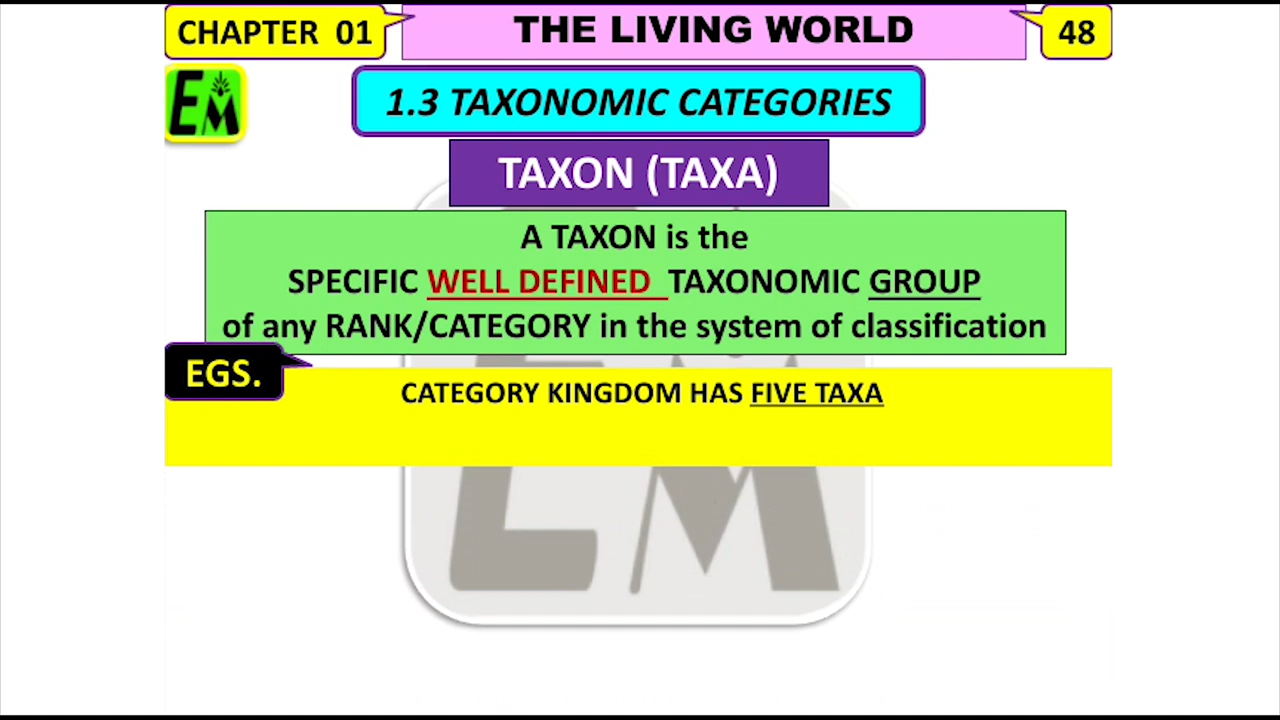 CHAPTER 01
THE LIVING WORLD
48
EM
1.3 TAXONOMIC CATEGORIES
TAXON (TAXA)
A TAXON is the
SPECIFIC WELL DEFINED TAXONOMIC GROUP
of any RANK/CATEGORY in the system of classification
EGS.
CATEGORY KINGDOM HAS FIVE TAXA
EM